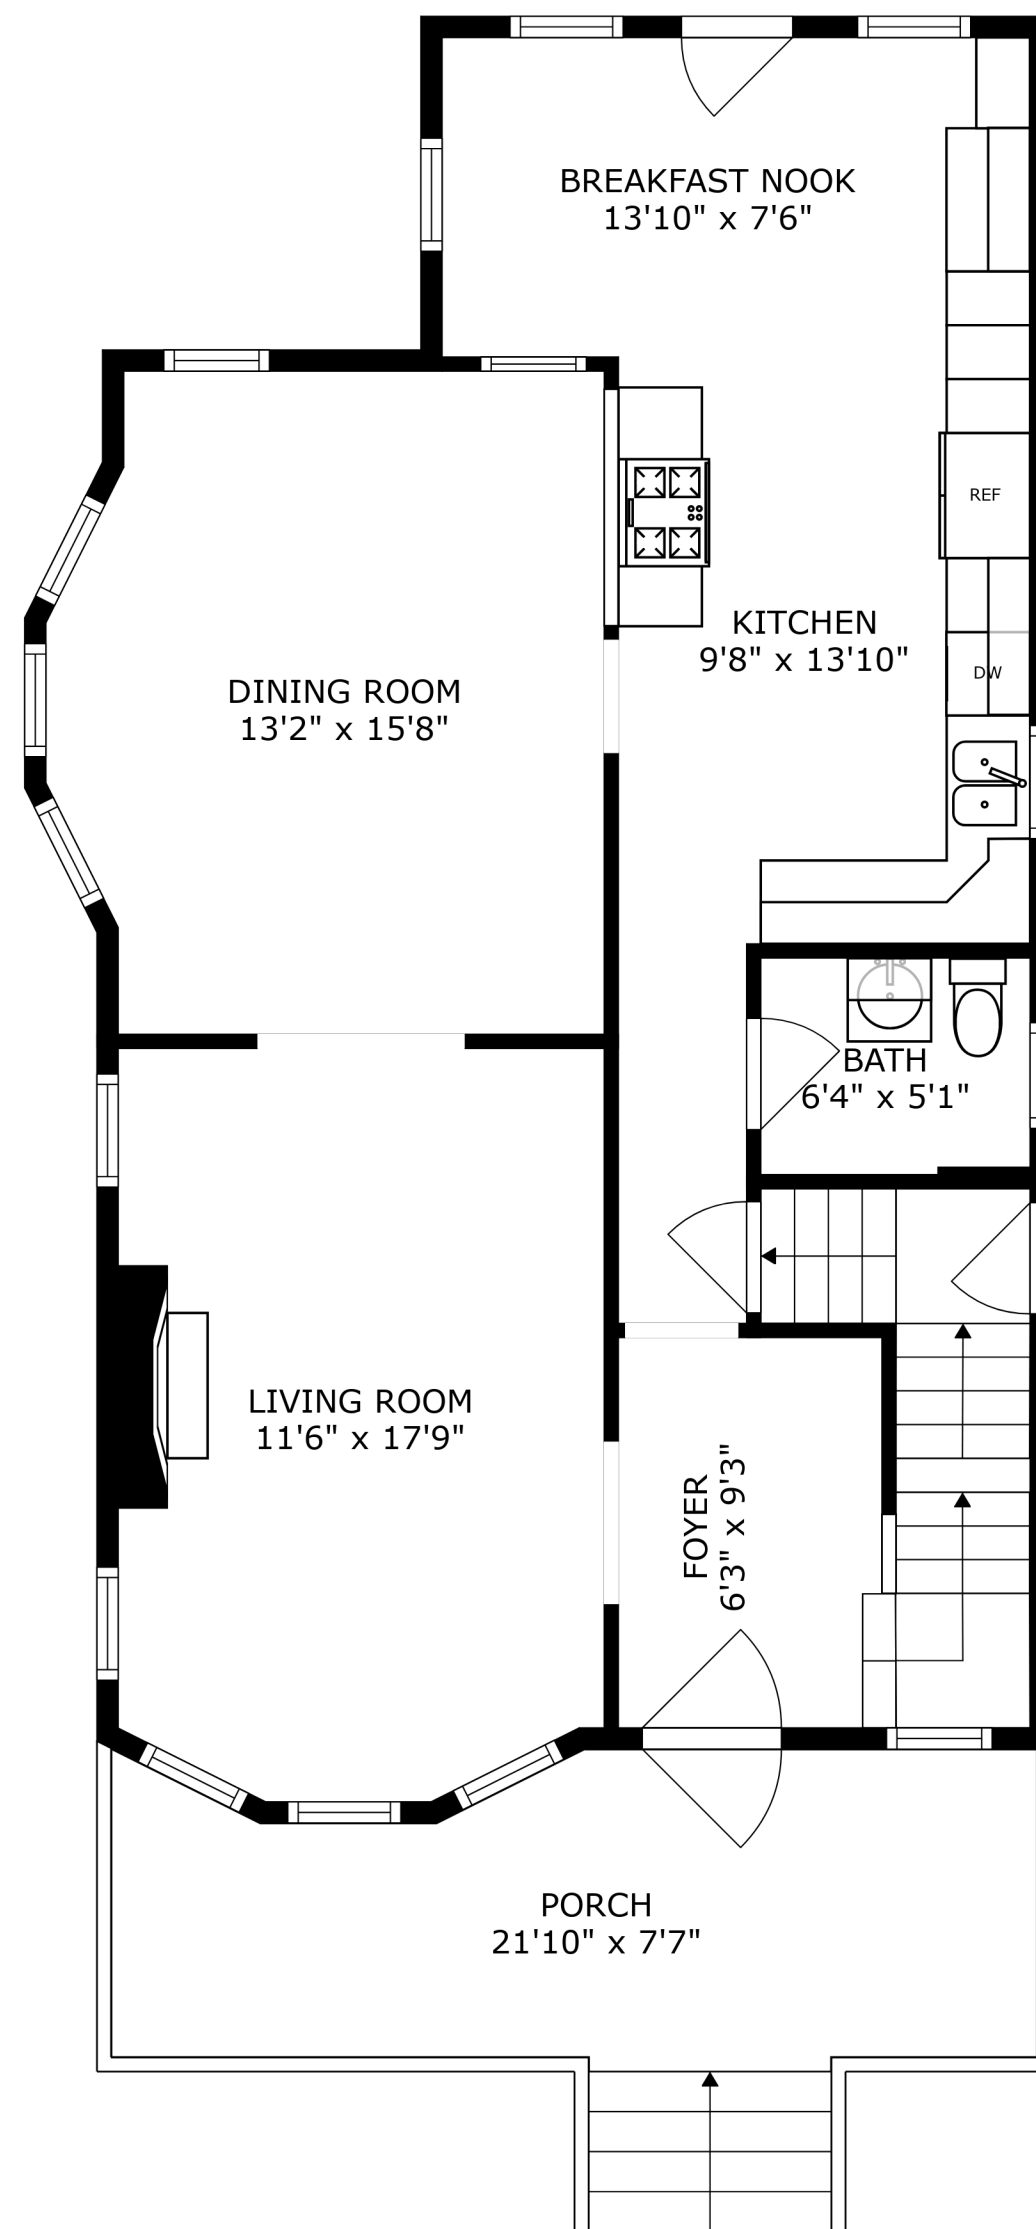 BREAKFAST NOOK
13'10" x 7'6"
REF
KITCHEN
9'8" x 13'10"
DW
DINING ROOM
13'2" x 15'8"
BATH
6'4" x 5'1"
LIVING ROOM
11'6" x 17'9"
FOYER
6'3" x 9'3"
PORCH
21'10" x 7'7"